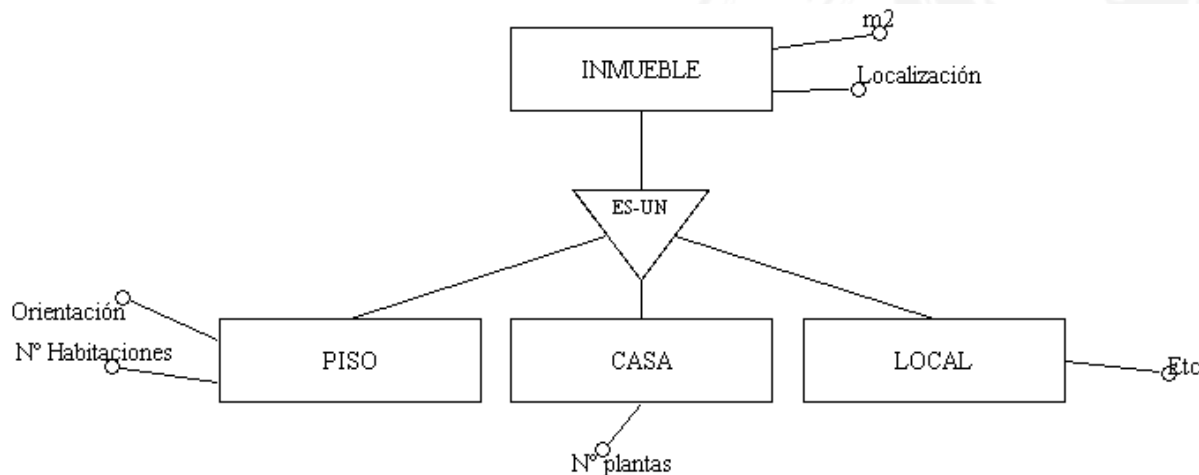 m2
INMUEBLE
Localización
ES-UN
Orientación
Nº Habitaciones
PISO
CASA
LOCAL
Etc
Nº plantas